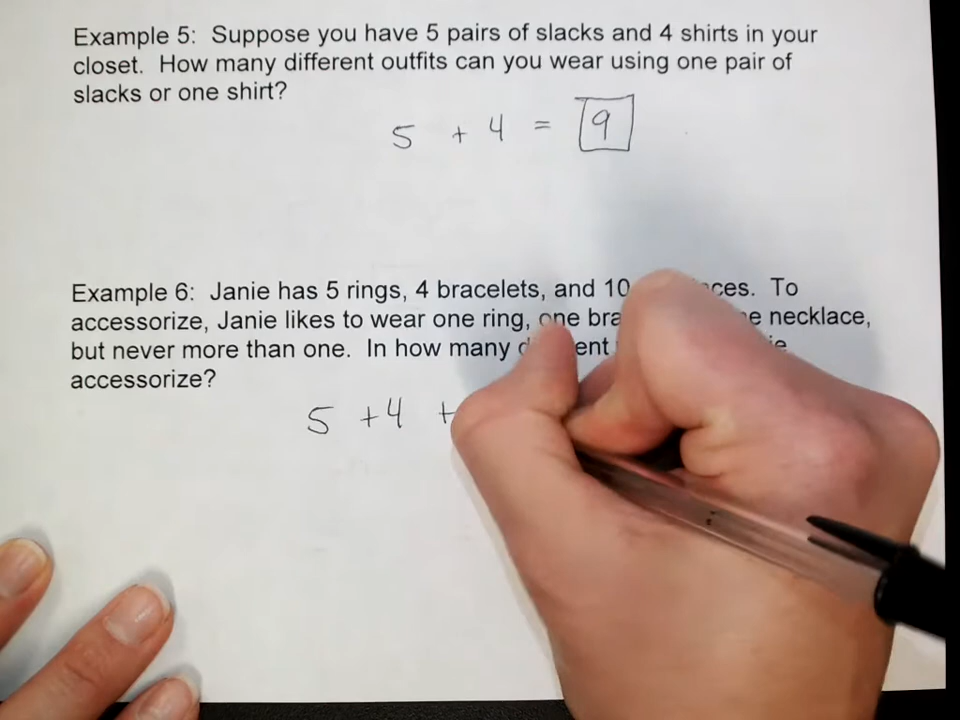 Example 5: Suppose you have 5 pairs of slacks and 4 shirts in your
closet. How many different outfits can you wear using one pair of
slacks or one shirt?
5 + 4 = 9
Example 6: Janie has 5 rings, 4 bracelets, and 10 To
accessorize, Janie likes to wear one ring, one necklace,
but never more than one. In how many
accessorize?
5 + 4 +